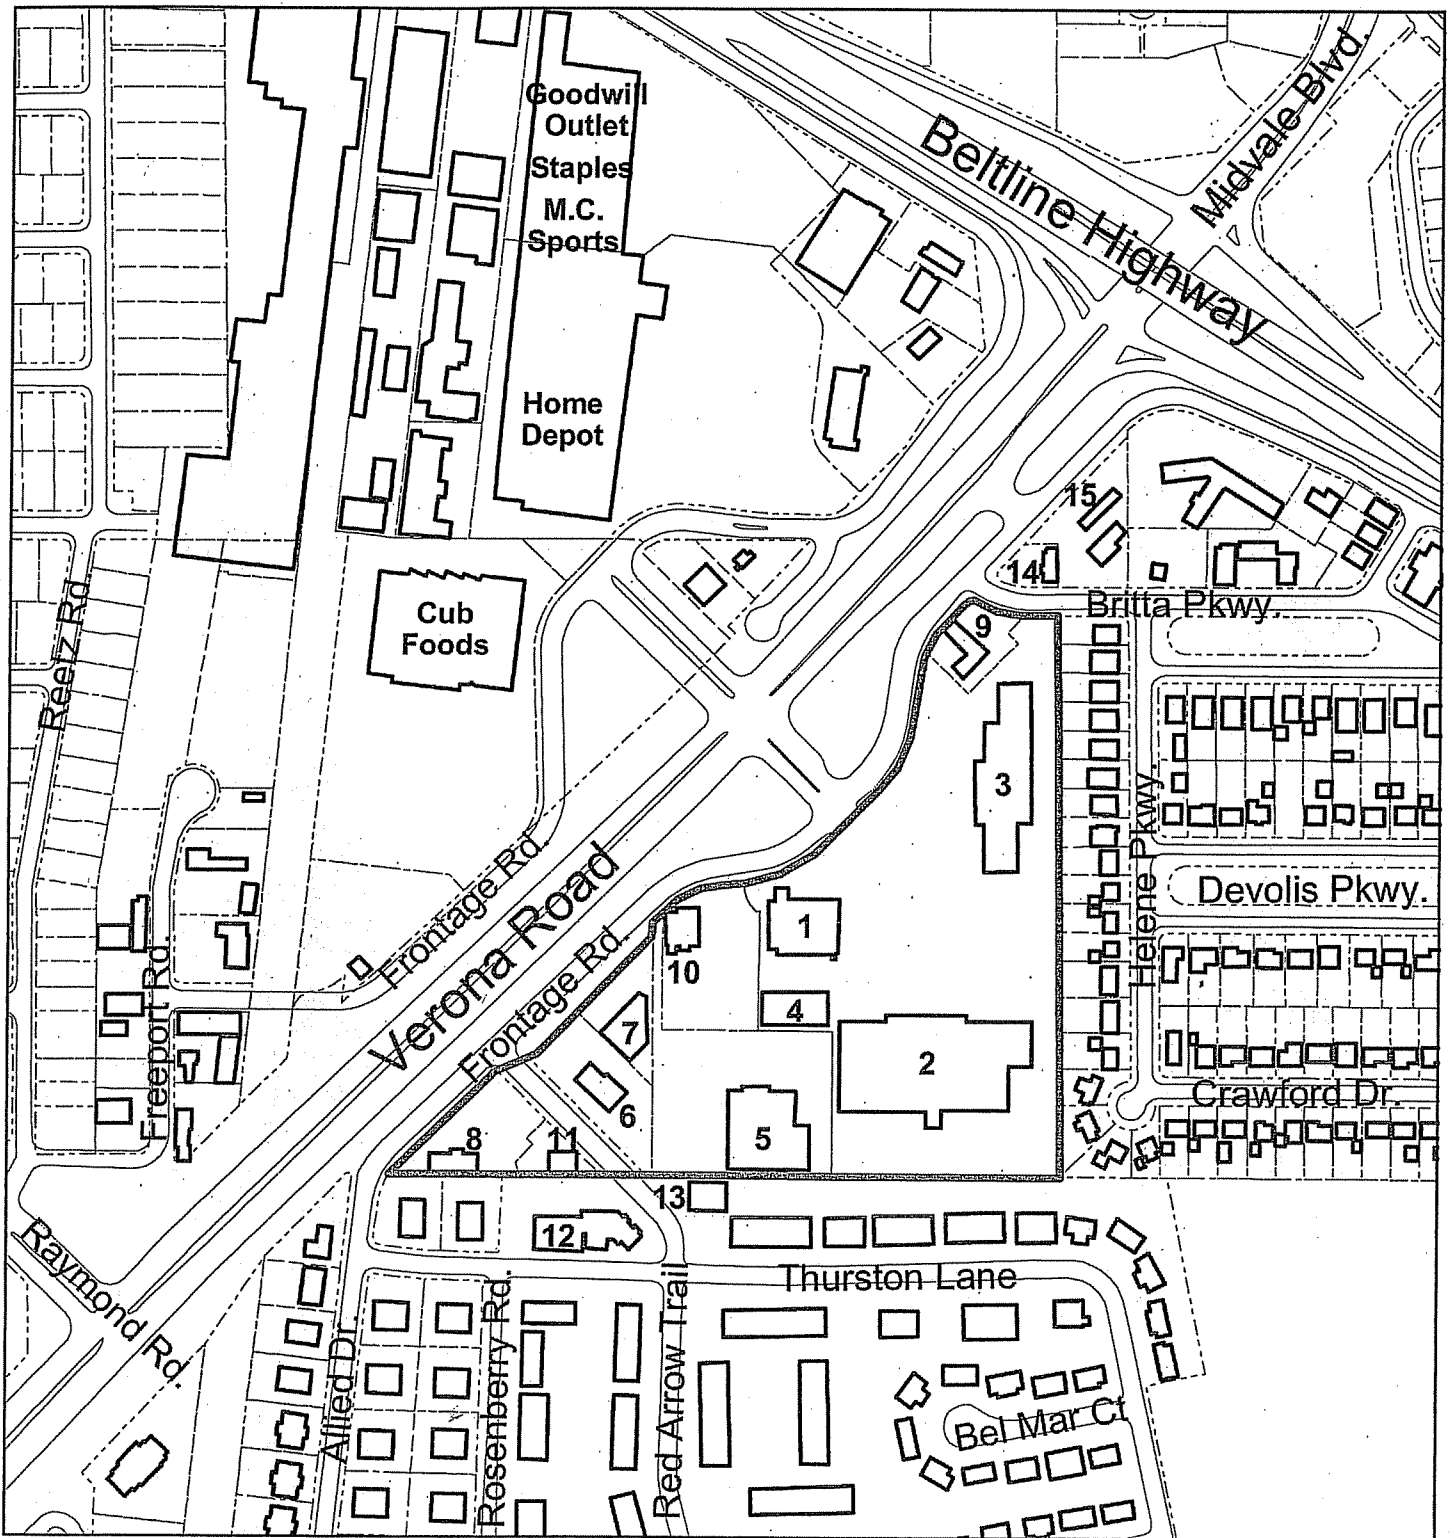 Goodwill
Outlet
Staples
M.C.
Sports
Beltline Highway
Midvale Blvd.
Home
Depot
15
14
Britta Pkwy.
Cub
Foods
9
Reetz Rd
3
Helene Pkwy.
Devolis Pkwy.
Frontage Rd.
Verona Road
Frontage Rd.
1
10
4
7
2
Freeport Rd.
6
5
8
11
Crawford Dr.
13
12
Raymond Rd.
Thurston Lane
Allied Dr.
Rosenberry Rd.
Red Arrow Trail
Bel Mar Ct